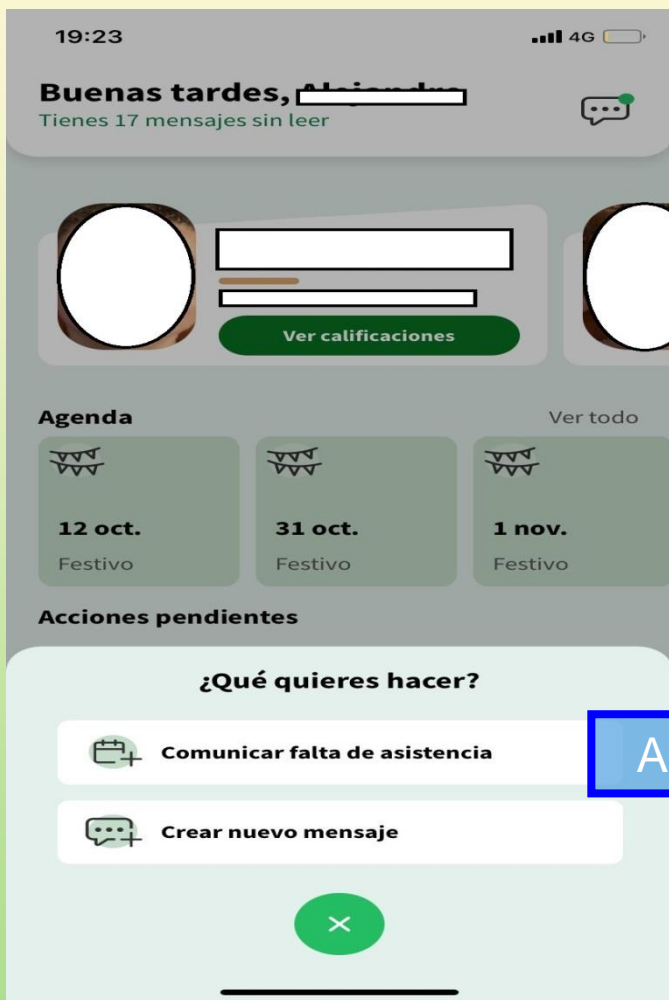 19:23
4G
Buenas tardes,
Tienes 17 mensajes sin leer
Ver calificaciones
Agenda
Ver todo
12 oct.
31 oct.
1 nov.
Festivo
Festivo
Festivo
Acciones pendientes
¿Qué quieres hacer?
Comunicar falta de asistencia
A
Crear nuevo mensaje